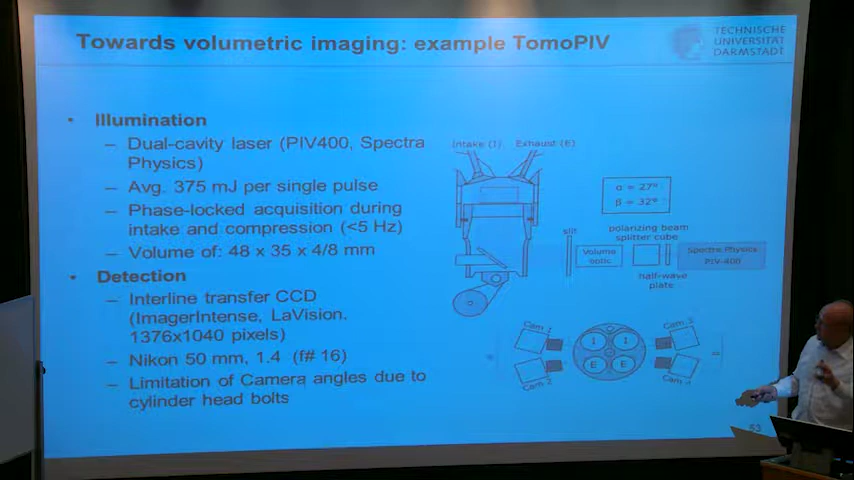 Towards volumetric imaging: example TomoPIV
TECHNISCHE
UNIVERSITÄT
DARMSTADT
• Illumination
– Dual-cavity laser (PIV400, Spectra
Physics)
– Avg. 375 mJ per single pulse
– Phase-locked acquisition during
intake and compression (<5 Hz)
– Volume of: 48 x 35 x 4/8 mm
• Detection
– Interline transfer CCD
(ImagerIntense, LaVision.
1376x1040 pixels)
– Nikon 50 mm, 1.4 (f# 16)
– Limitation of Camera angles due to
cylinder head bolts
Intake (I) Exhaust (E)
α = 27°
β = 32°
slit
polarizing beam
splitter cube
Volume
optic
Spectra Physics
PIV-400
half-wave
plate
Cam 1
Cam 3
I I
E E
Cam 2
Cam 4
53